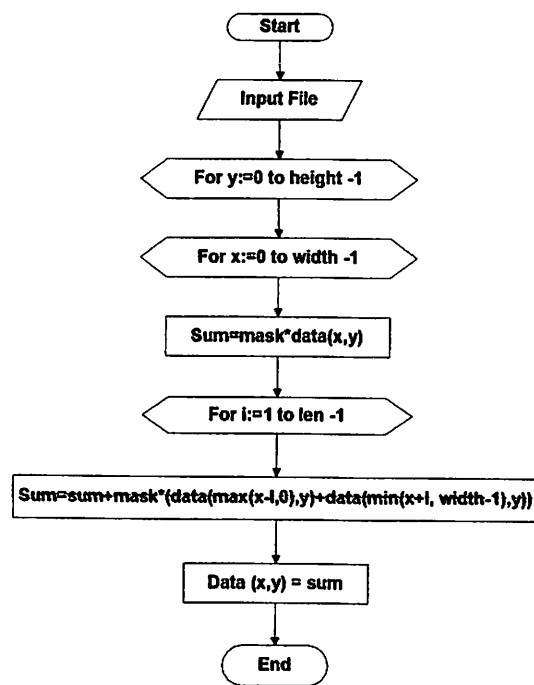 Start
Input File
For y:=0 to height -1
For x:=0 to width -1
Sum=mask*data(x,y)
For i:=1 to len -1
Sum=sum+mask*(data(max(x-i,0),y)+data(min(x+i, width-1),y))
Data (x,y) = sum
End